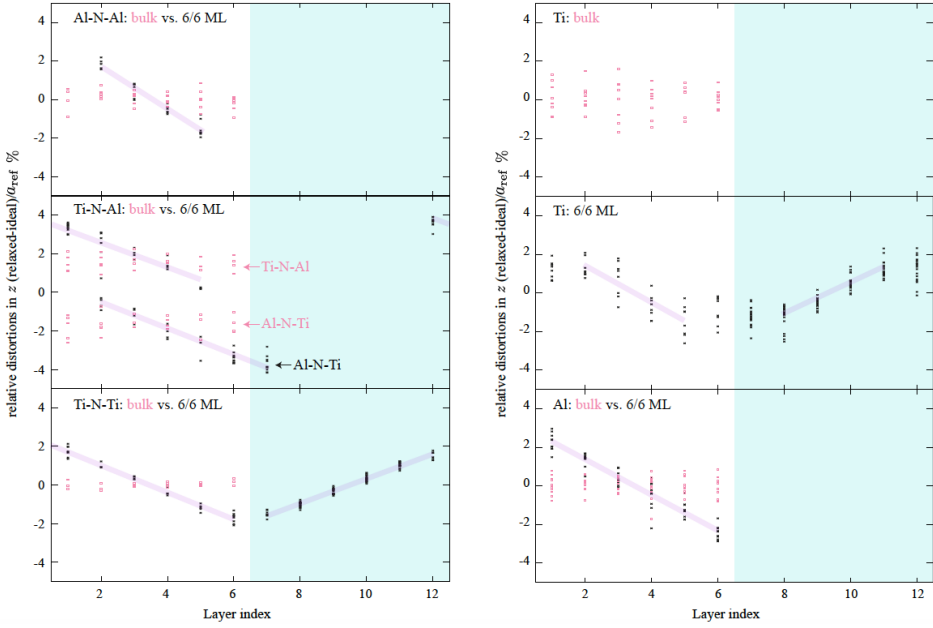 Al-N-Al: bulk vs. 6/6 ML
4
2
0
-2
-4
Ti-N-Al: bulk vs. 6/6 ML
4
2
0
-2
-4
Ti-N-Al
Al-N-Ti
Al-N-Ti
Ti-N-Ti: bulk vs. 6/6 ML
4
2
0
-2
-4
2 4 6 8 10 12
Layer index
relative distortions in z (relaxed-ideal)/aref %
Ti: bulk
4
2
0
-2
-4
Ti: 6/6 ML
4
2
0
-2
-4
Al: bulk vs. 6/6 ML
4
2
0
-2
-4
2 4 6 8 10 12
Layer index
relative distortions in z (relaxed-ideal)/aref %